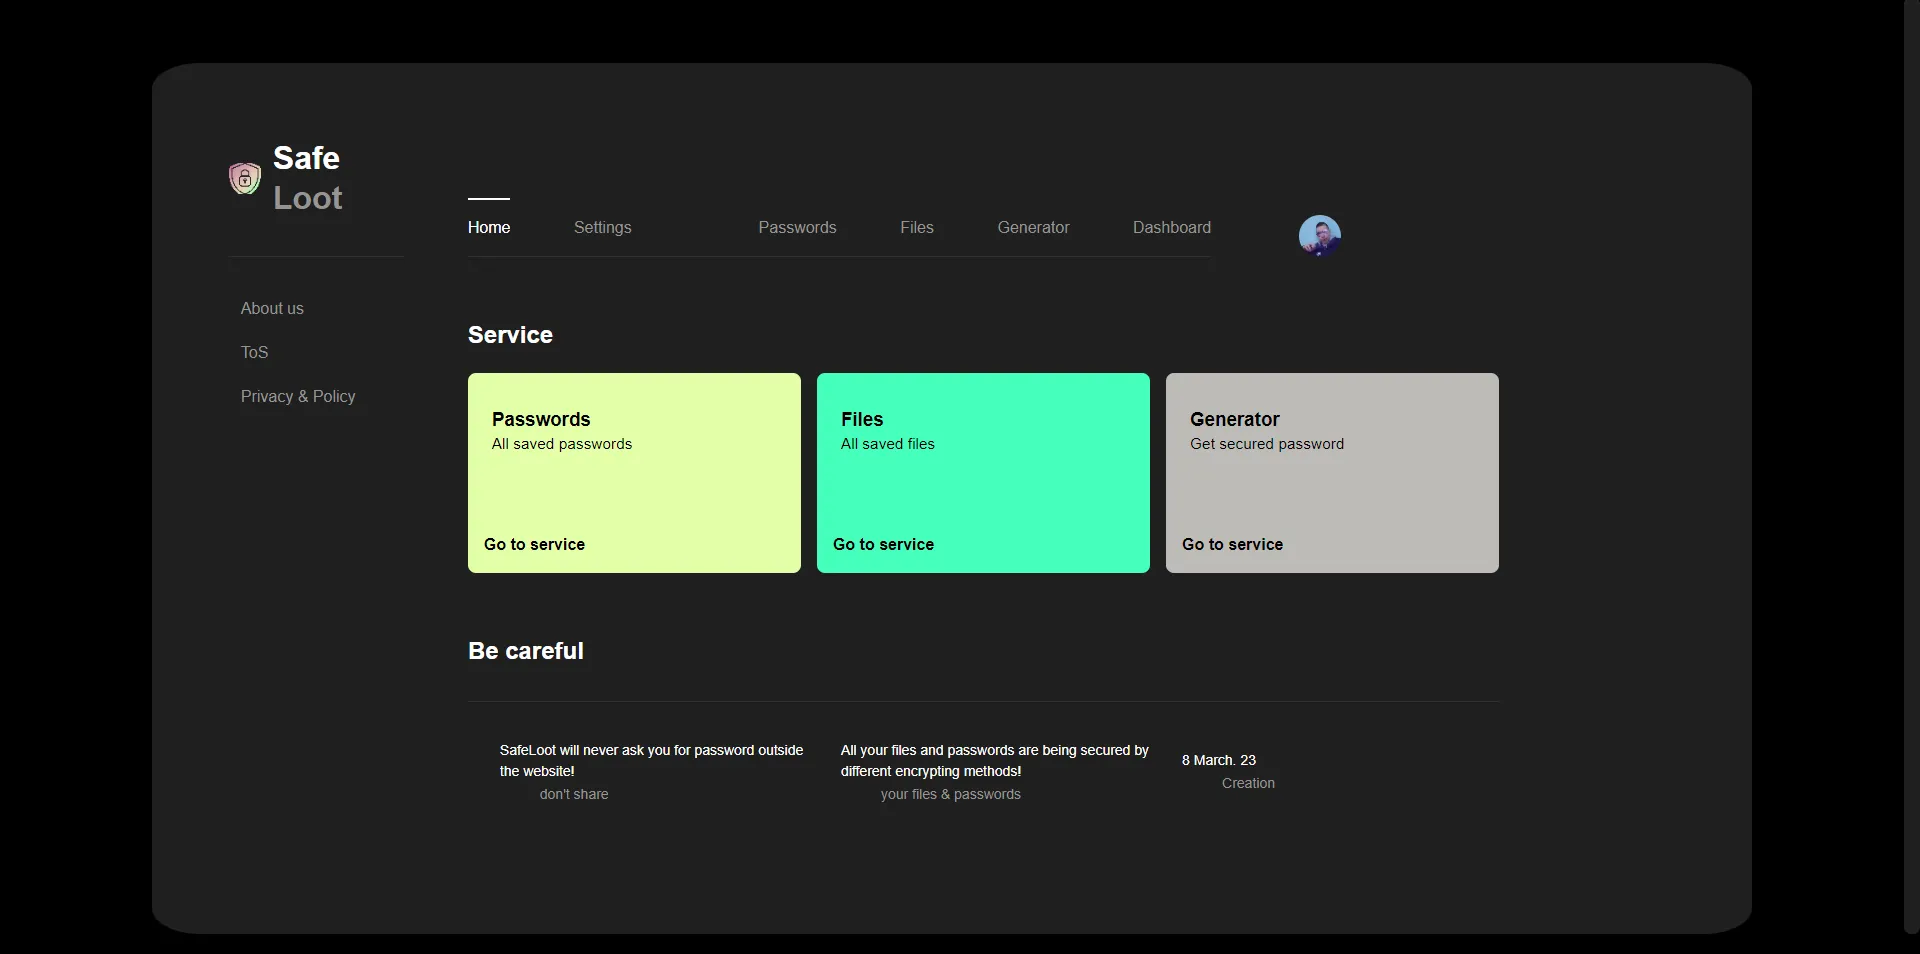 Safe
Loot
Home Settings Passwords Files Generator Dashboard
About us
ToS
Privacy & Policy
Service
Passwords
All saved passwords
Go to service
Files
All saved files
Go to service
Generator
Get secured password
Go to service
Be careful
SafeLoot will never ask you for password outside
the website!
don't share
All your files and passwords are being secured by
different encrypting methods!
your files & passwords
8 March. 23
Creation